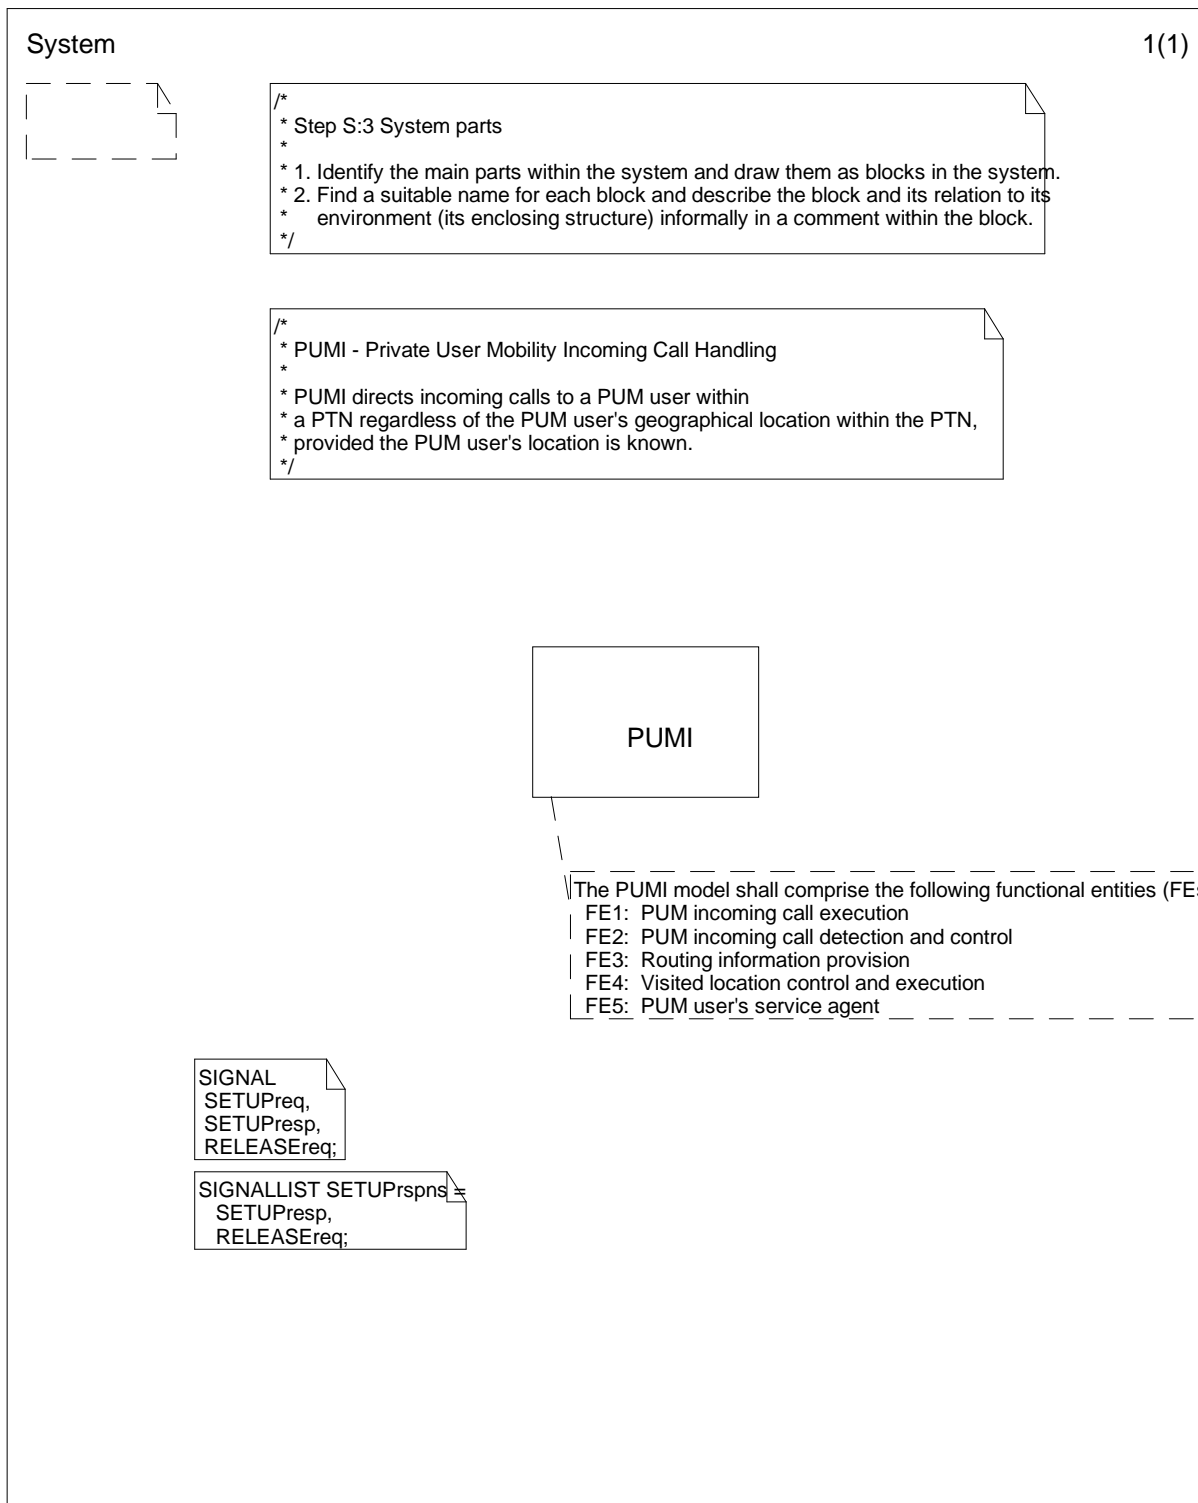 System
1(1)
/*
* Step S:3 System parts
*
* 1. Identify the main parts within the system and draw them as blocks in the system.
* 2. Find a suitable name for each block and describe the block and its relation to its
* environment (its enclosing structure) informally in a comment within the block.
*/
/*
* PUMI - Private User Mobility Incoming Call Handling
*
* PUMI directs incoming calls to a PUM user within
* a PTN regardless of the PUM user's geographical location within the PTN,
* provided the PUM user's location is known.
*/
PUMI
The PUMI model shall comprise the following functional entities (FEs
FE1: PUM incoming call execution
FE2: PUM incoming call detection and control
FE3: Routing information provision
FE4: Visited location control and execution
FE5: PUM user's service agent
SIGNAL
SETUPreq,
SETUPresp,
RELEASEreq;
SIGNALLIST SETUPrspns =
SETUPresp,
RELEASEreq;